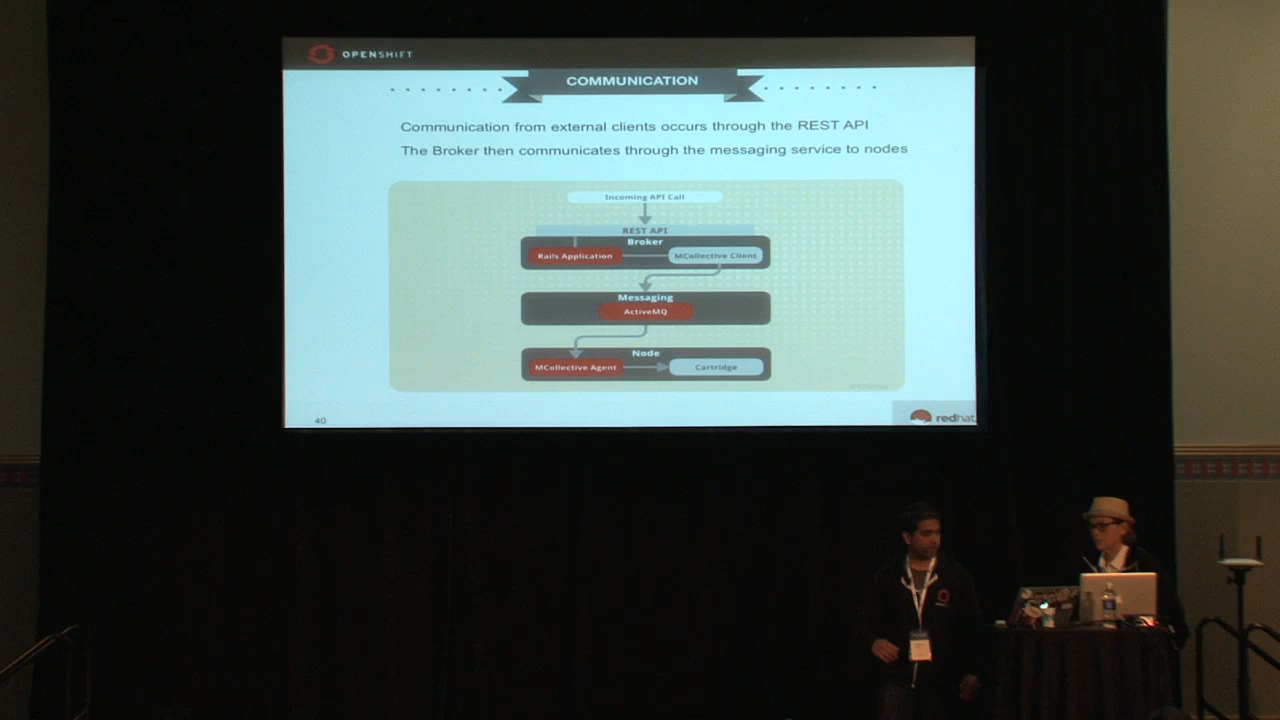 OPENSHIFT
COMMUNICATION
Communication from external clients occurs through the REST API
The Broker then communicates through the messaging service to nodes
Incoming API Call
REST API
Broker
Rails Application
MCollective Client
Messaging
ActiveMQ
Node
MCollective Agent
Cartridge
40
redhat.